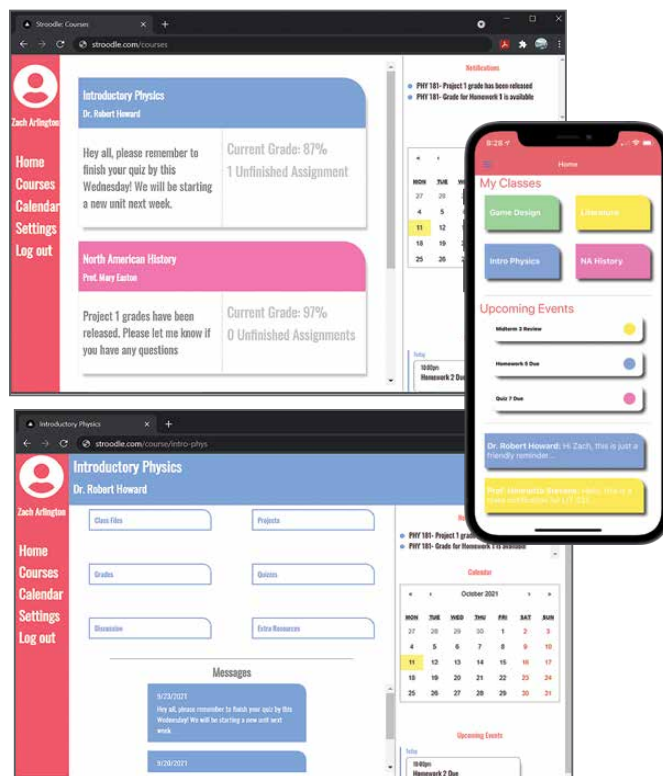 Stroodle: Courses
stroodle.com/courses
Zach Arlington
Home
Courses
Calendar
Settings
Log out
Introductory Physics
Dr. Robert Howard
Hey all, please remember to
finish your quiz by this
Wednesday! We will be starting
a new unit next week.
Current Grade: 87%
1 Unfinished Assignment
North American History
Prof. Mary Easton
Project 1 grades have been
released. Please let me know if
you have any questions
Current Grade: 97%
0 Unfinished Assignments
Notifications
PHY 181- Project 1 grade has been released
PHY 181- Grade for Homework 1 is available
MON TUE
27 28
4 5
11 12
18 19
25 26
Today
10:00pm
Homework 2 Du
8:28
Home
My Classes
Game Design
Literature
Intro Physics
NA History
Upcoming Events
Midterm 3 Review
Homework 5 Due
Quiz 7 Due
Dr. Robert Howard: Hi Zach, this is just a
friendly reminder...
Introductory Physics
stroodle.com/course/intro-phys
Zach Arlington
Home
Courses
Calendar
Settings
Log out
Introductory Physics
Dr. Robert Howard
Class Files
Projects
Grades
Quizzes
Discussion
Extra Resources
Messages
9/23/2021
Hey all, please remember to finish your quiz by this
Wednesday! We will be starting a new unit next
week.
9/20/2021
PHY 181- Project 1 grad
PHY 181- Grade for Homework 1 is available
Calendar
October 2021
MON TUE WED THU FRI SAT SUN
27 28 29 30 1 2 3
4 5 6 7 8 9 10
11 12 13 14 15 16 17
18 19 20 21 22 23 24
25 26 27 28 29 30 31
Upcoming Events
Today
10:00pm
Homework 2 Due